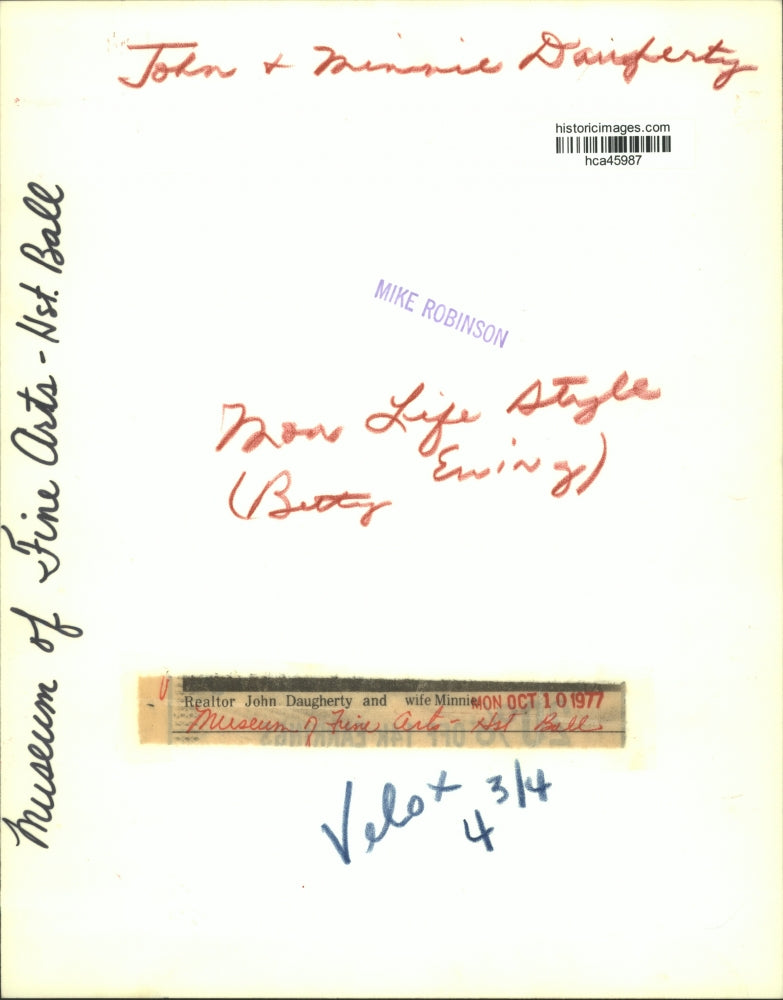 John + Minnie Daugherty
historicimages.com
hca45987
Museum of Fine Arts - Hst. Ball
MIKE ROBINSON
Mon Life Style
(Betty Ewing)
Realtor John Daugherty and wife Minnie
MON OCT 10 1977
Museum of Fine Arts - Hst Ball
Velox 4 3/4